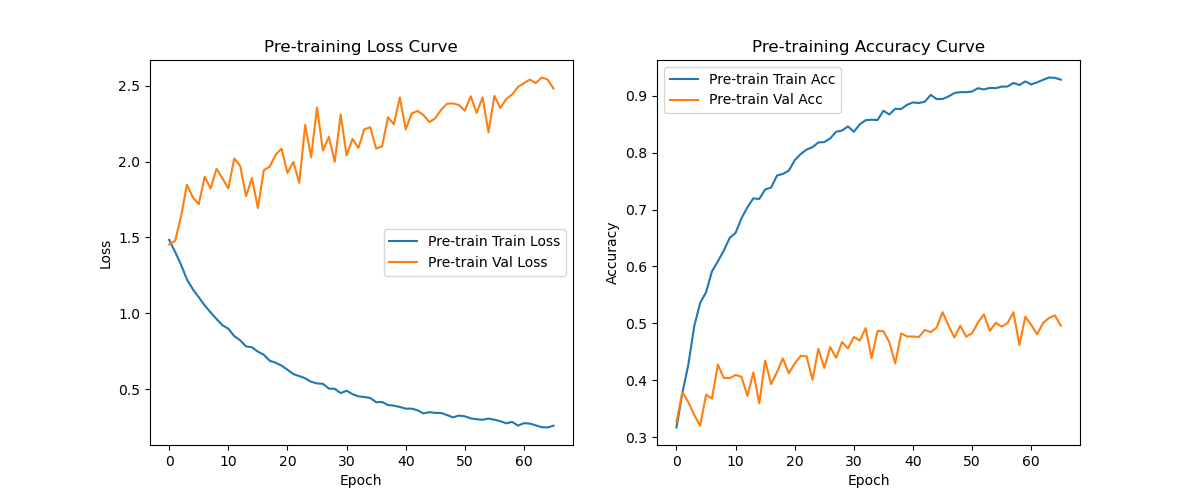 Pre-training Loss Curve
Loss
2.5
2.0
1.5
1.0
0.5
Pre-train Train Loss
Pre-train Val Loss
0 10 20 30 40 50 60
Epoch
Pre-training Accuracy Curve
Accuracy
0.9
0.8
0.7
0.6
0.5
0.4
0.3
Pre-train Train Acc
Pre-train Val Acc
0 10 20 30 40 50 60
Epoch